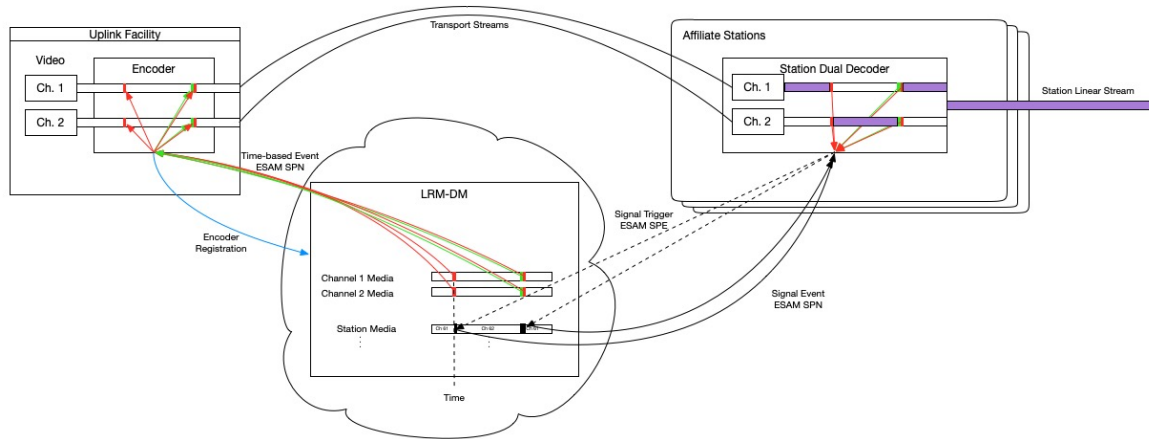 Uplink Facility
Video
Encoder
Ch. 1
Ch. 2
Transport Streams
Affiliate Stations
Station Dual Decoder
Ch. 1
Ch. 2
Station Linear Stream
Time-based Event
ESAM SPN
LRM-DM
Encoder
Registration
Signal Trigger
ESAM SPE
Channel 1 Media
Channel 2 Media
Signal Event
ESAM SPN
Station Media
Time